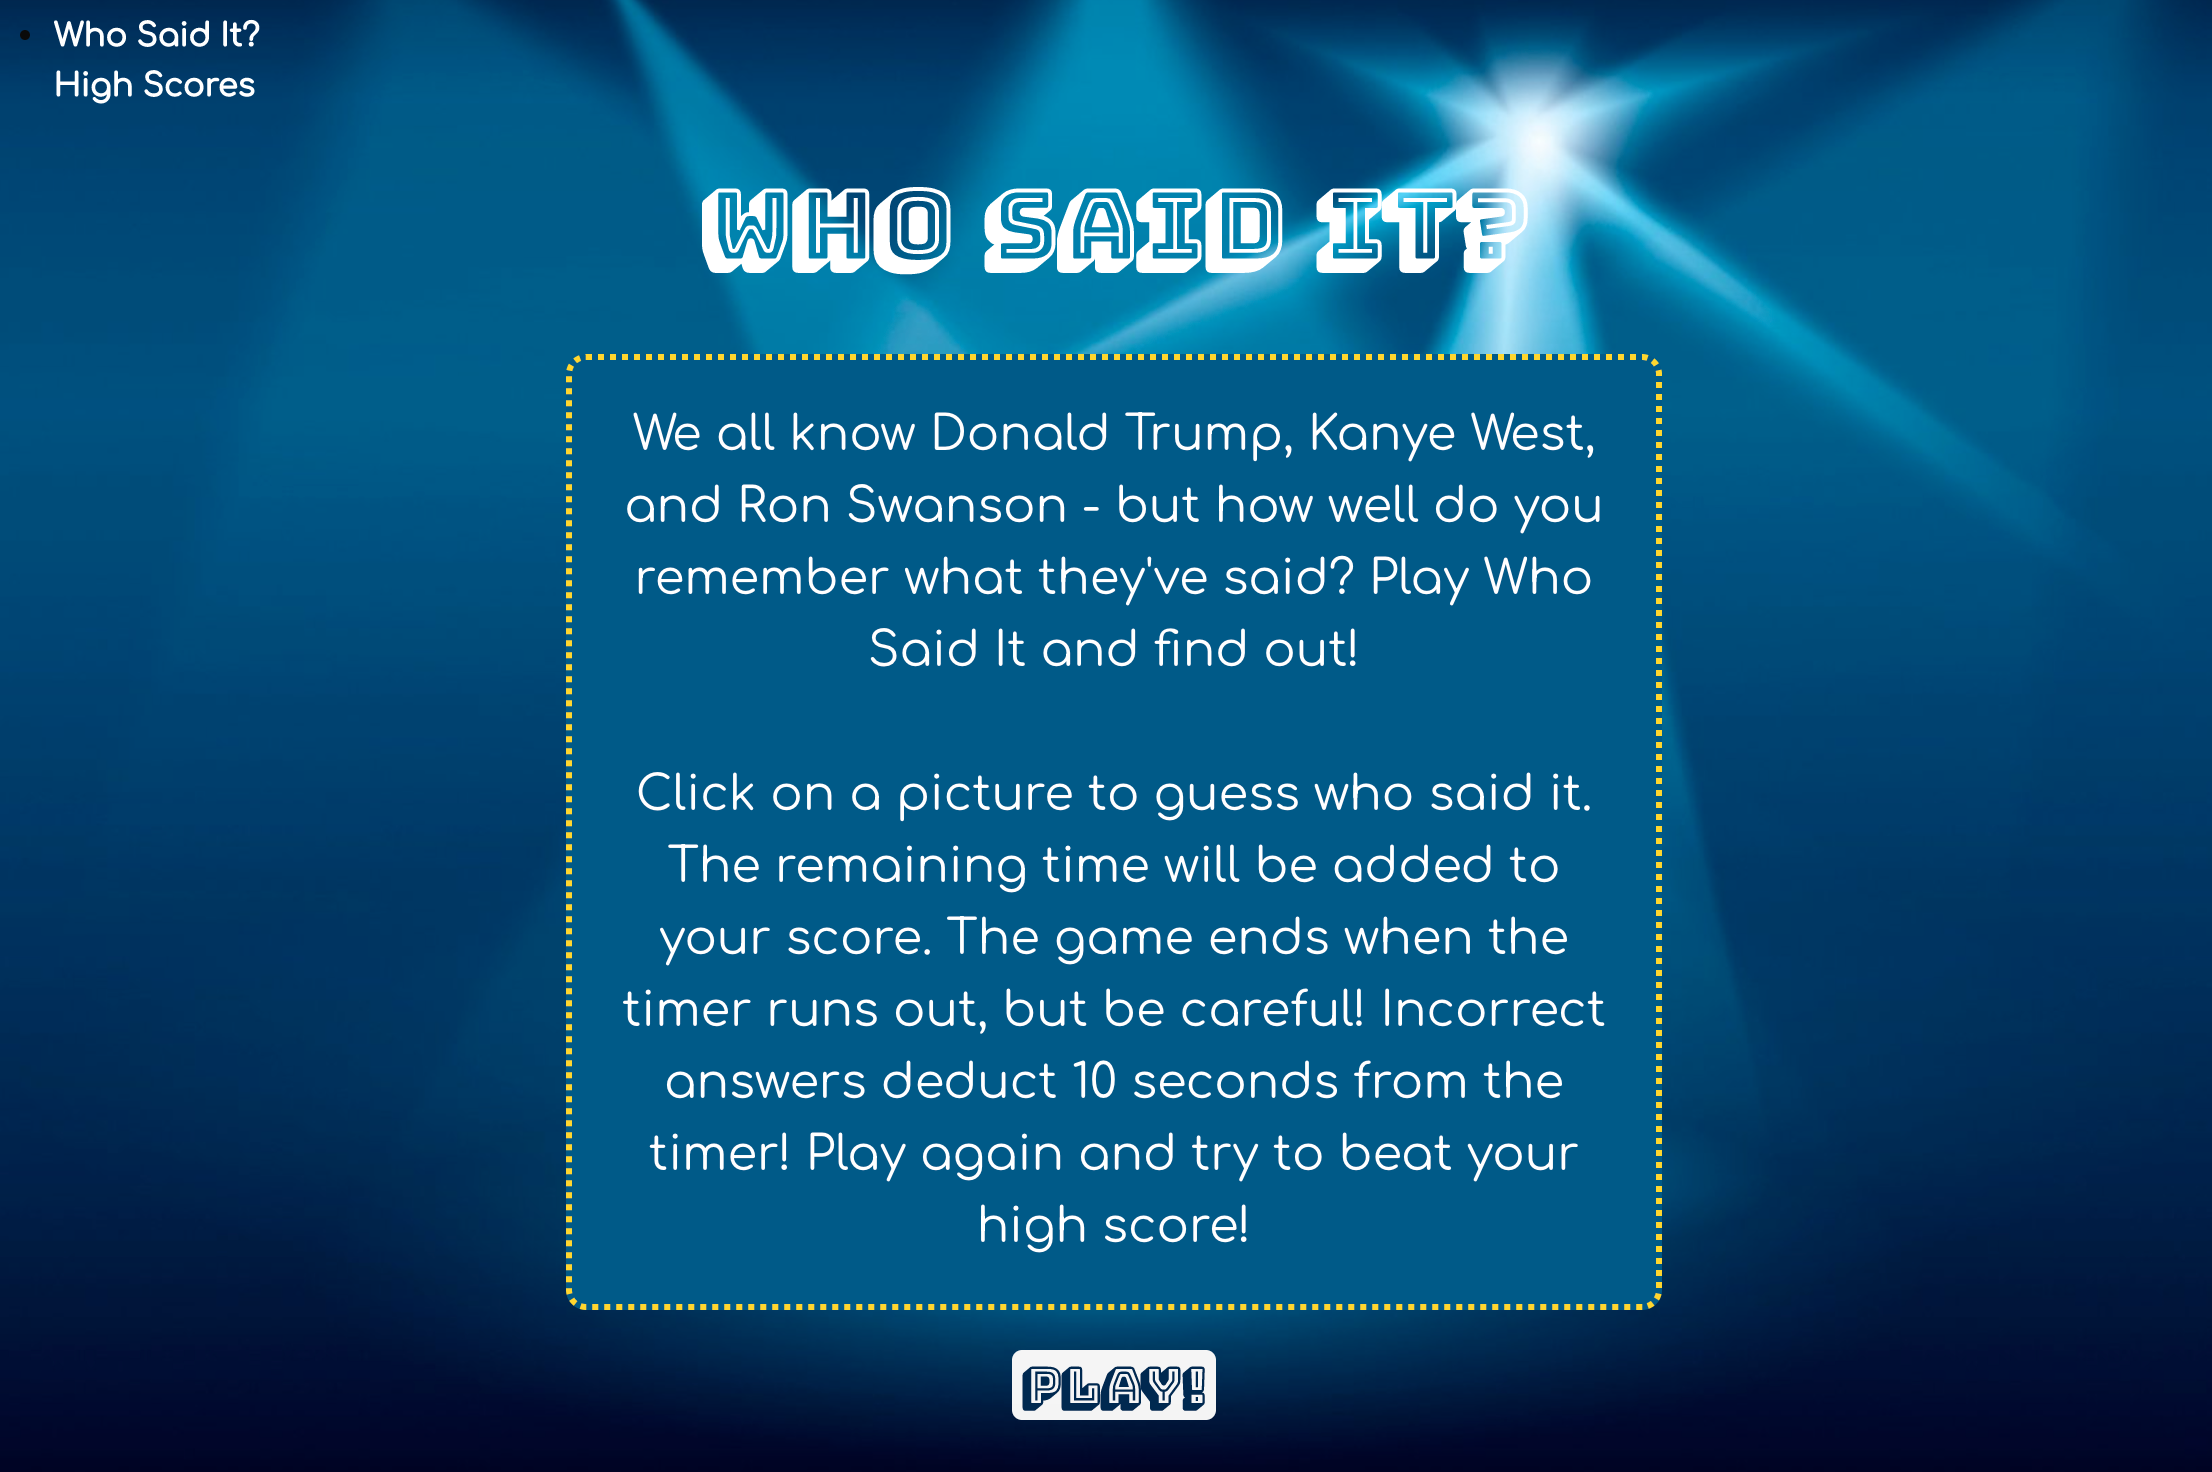 Who Said It?
High Scores
WHO SAID IT?
We all know Donald Trump, Kanye West,
and Ron Swanson - but how well do you
remember what they've said? Play Who
Said It and find out!
Click on a picture to guess who said it.
The remaining time will be added to
your score. The game ends when the
timer runs out, but be careful! Incorrect
answers deduct 10 seconds from the
timer! Play again and try to beat your
high score!
PLAY!